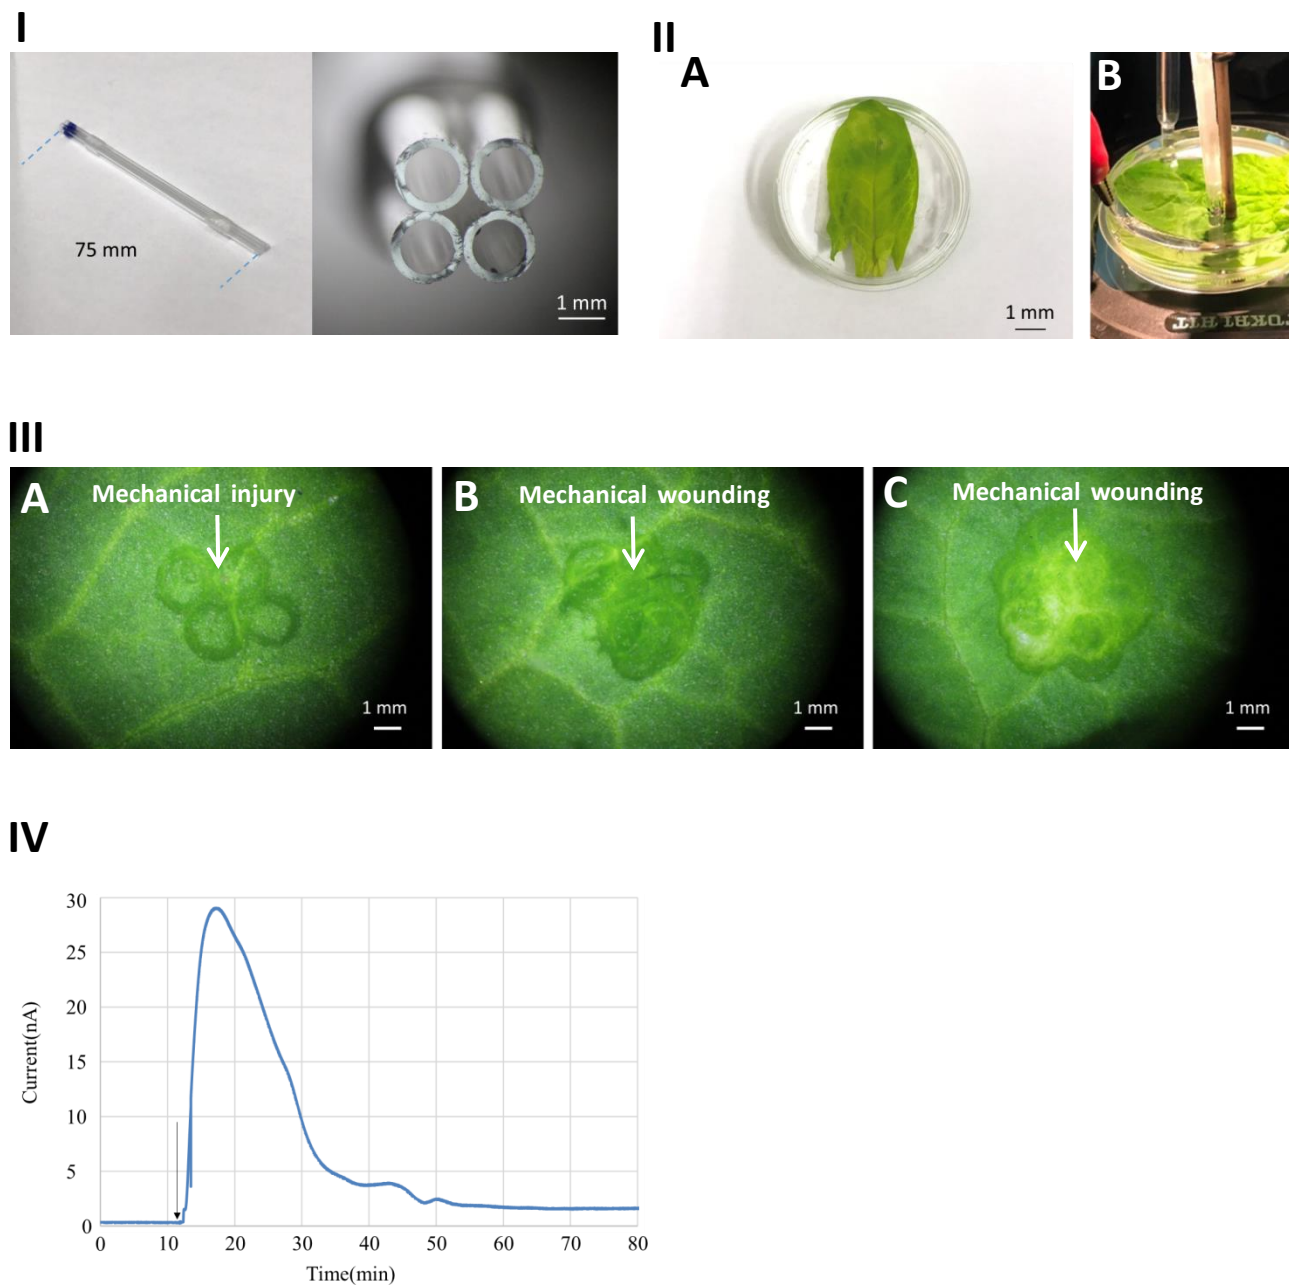 I
75 mm
1 mm
II
A
1 mm
B
III
A
Mechanical injury
1 mm
B
Mechanical wounding
1 mm
C
Mechanical wounding
1 mm
IV
30
25
20
15
10
5
0
Current(nA)
0 10 20 30 40 50 60 70 80
Time(min)